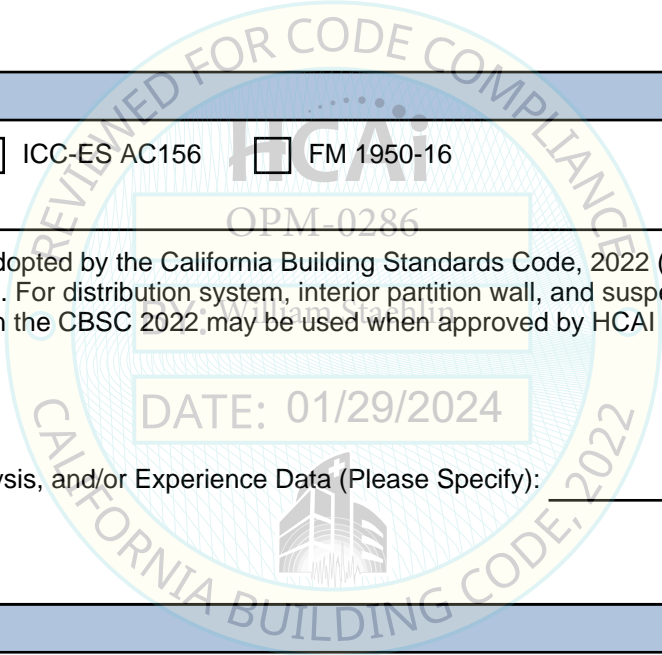 REVIEWED FOR CODE COMPLIANCE
HCAi
ICC-ES AC156 FM 1950-16
OPM-0286
dopted by the California Building Standards Code, 2022 (
. For distribution system, interior partition wall, and suspe
n the CBSC 2022 may be used when approved by HCAI
BY: William Staehlin
DATE: 01/29/2024
ysis, and/or Experience Data (Please Specify):
CALIFORNIA BUILDING CODE, 2022